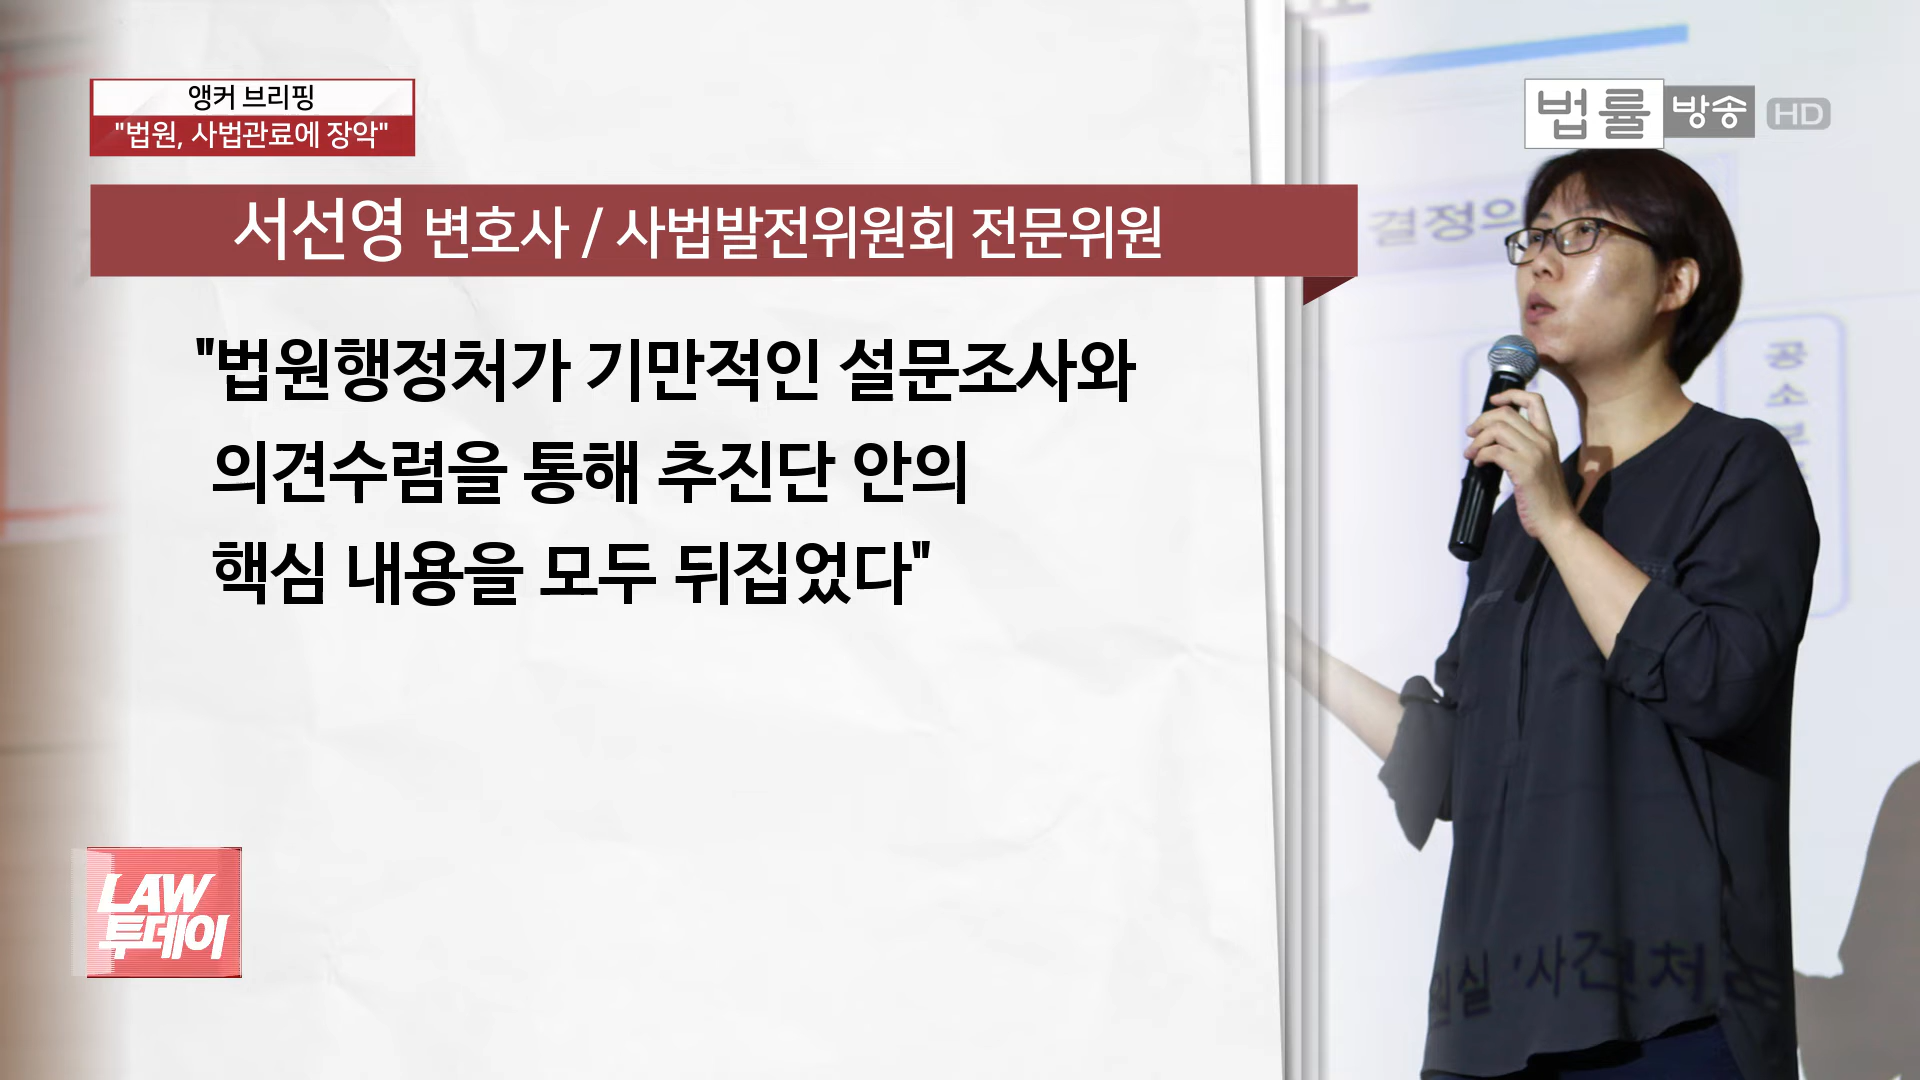 앵커 브리핑
"법원, 사법관료에 장악"
법률방송 HD
서선영 변호사 / 사법발전위원회 전문위원
"법원행정처가 기만적인 설문조사와
의견수렴을 통해 추진단 안의
핵심 내용을 모두 뒤집었다"
결정의
공
소
LAW
투데이